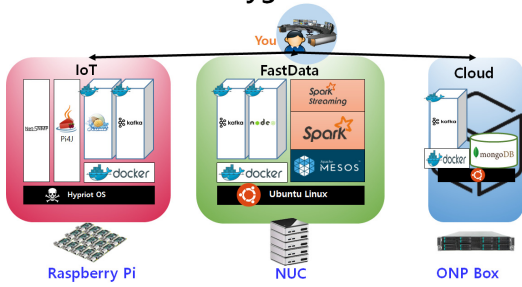 You
IoT
FastData
Cloud
Pi4J
kafka
docker
Hypriot OS
kafka
node
Spark
Streaming
Spark
APACHE
MESOS
docker
Ubuntu Linux
kafka
docker
mongoDB
Raspberry Pi
NUC
ONP Box